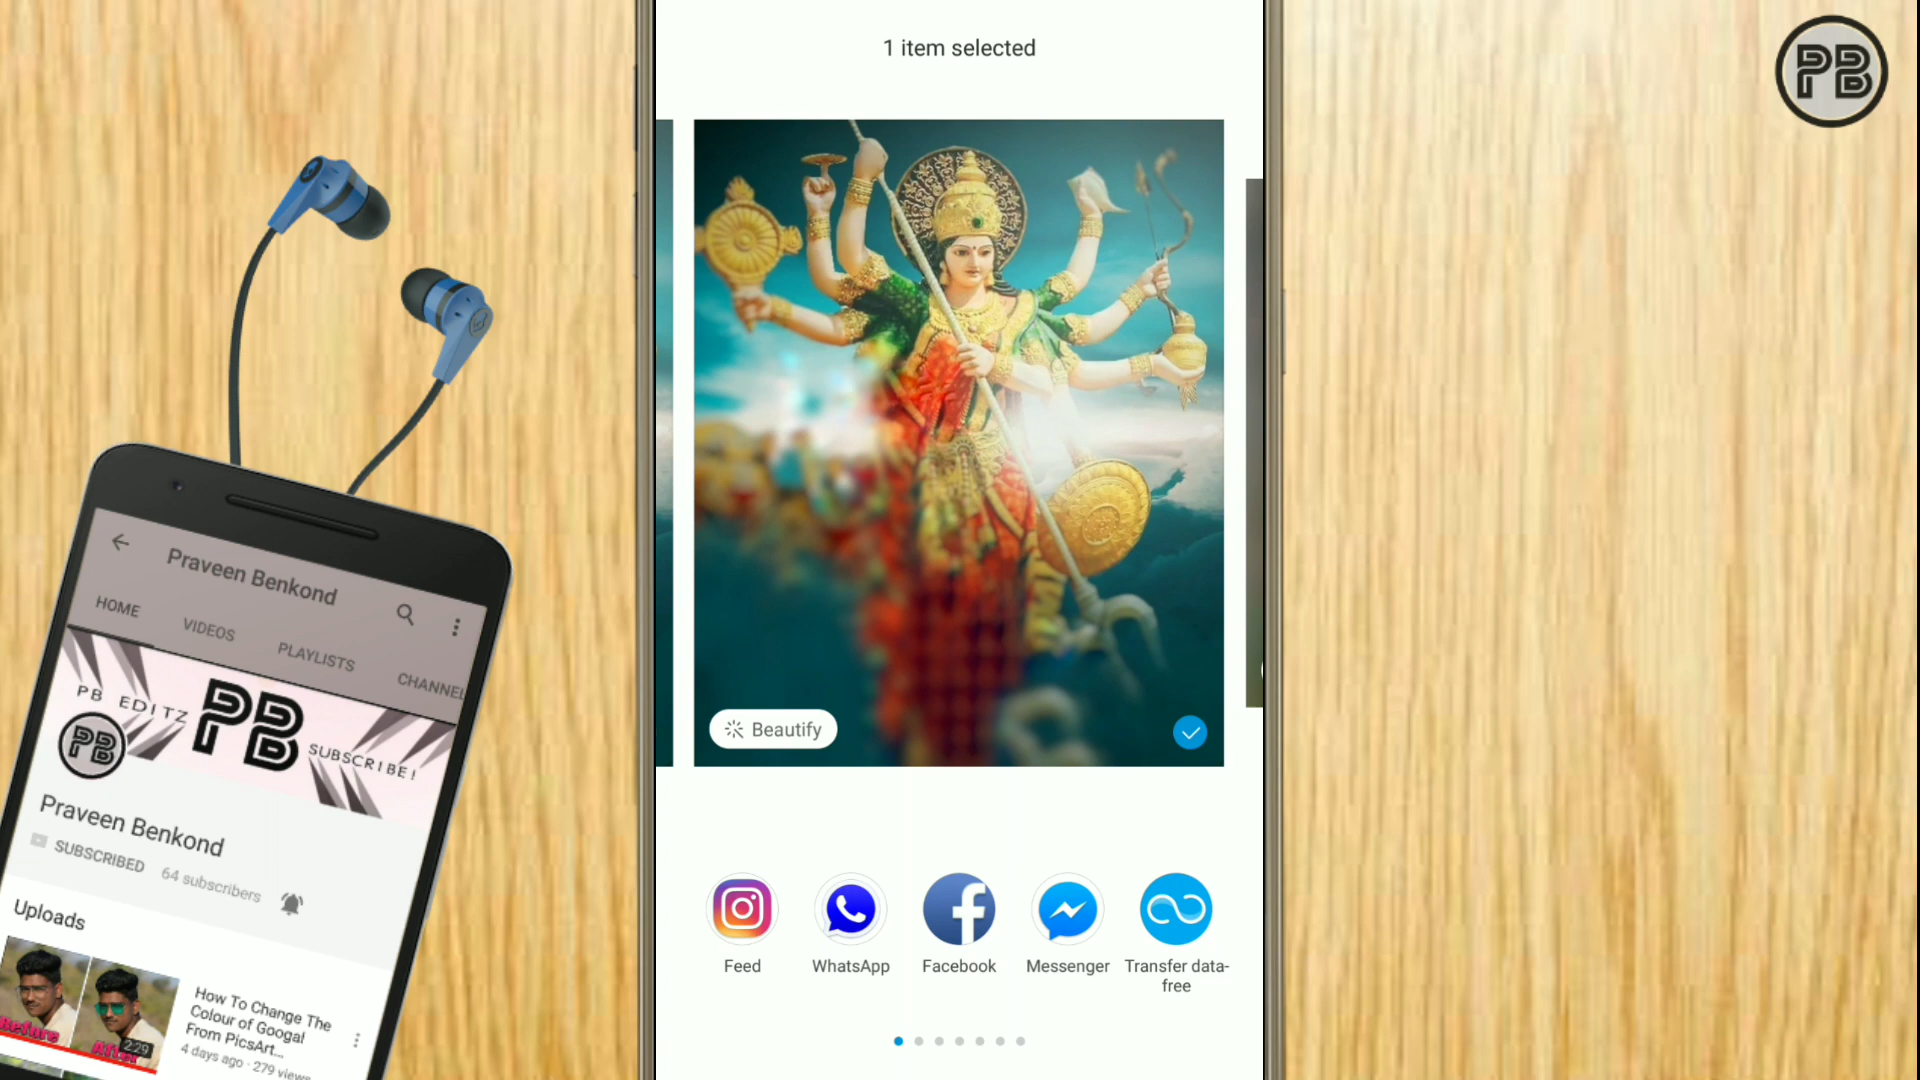 1 item selected
PB
Beautify
Feed
WhatsApp
Facebook
Messenger
Transfer data-
free
Praveen Benkond
HOME
VIDEOS
PLAYLISTS
CHANNEL
PB EDITZ
PB
SUBSCRIBE!
PB
Praveen Benkond
SUBSCRIBED
64 subscribers
Uploads
Before
After
2:29
How To Change The
Colour of Googal
From PicsArt...
4 days ago · 279 views